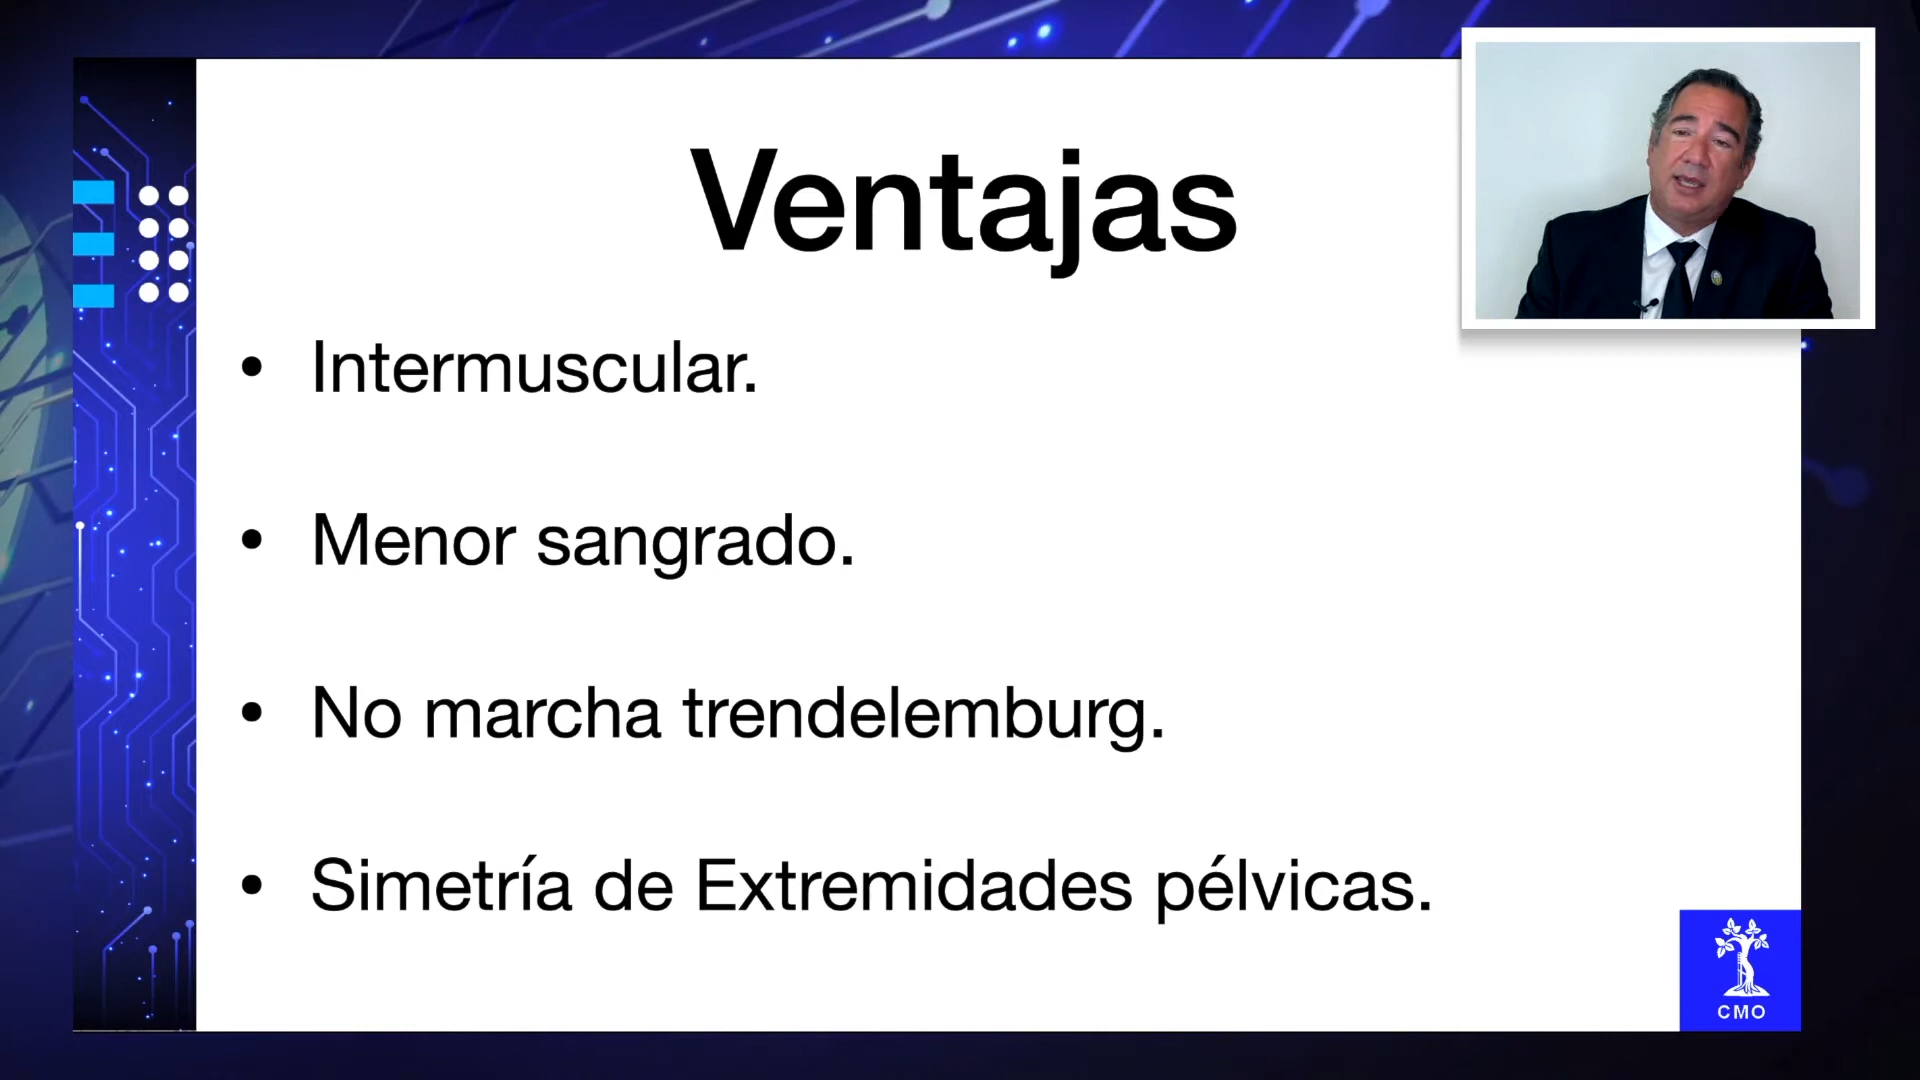 Ventajas
• Intermuscular.
• Menor sangrado.
• No marcha trendelemburg.
• Simetría de Extremidades pélvicas.
CMO